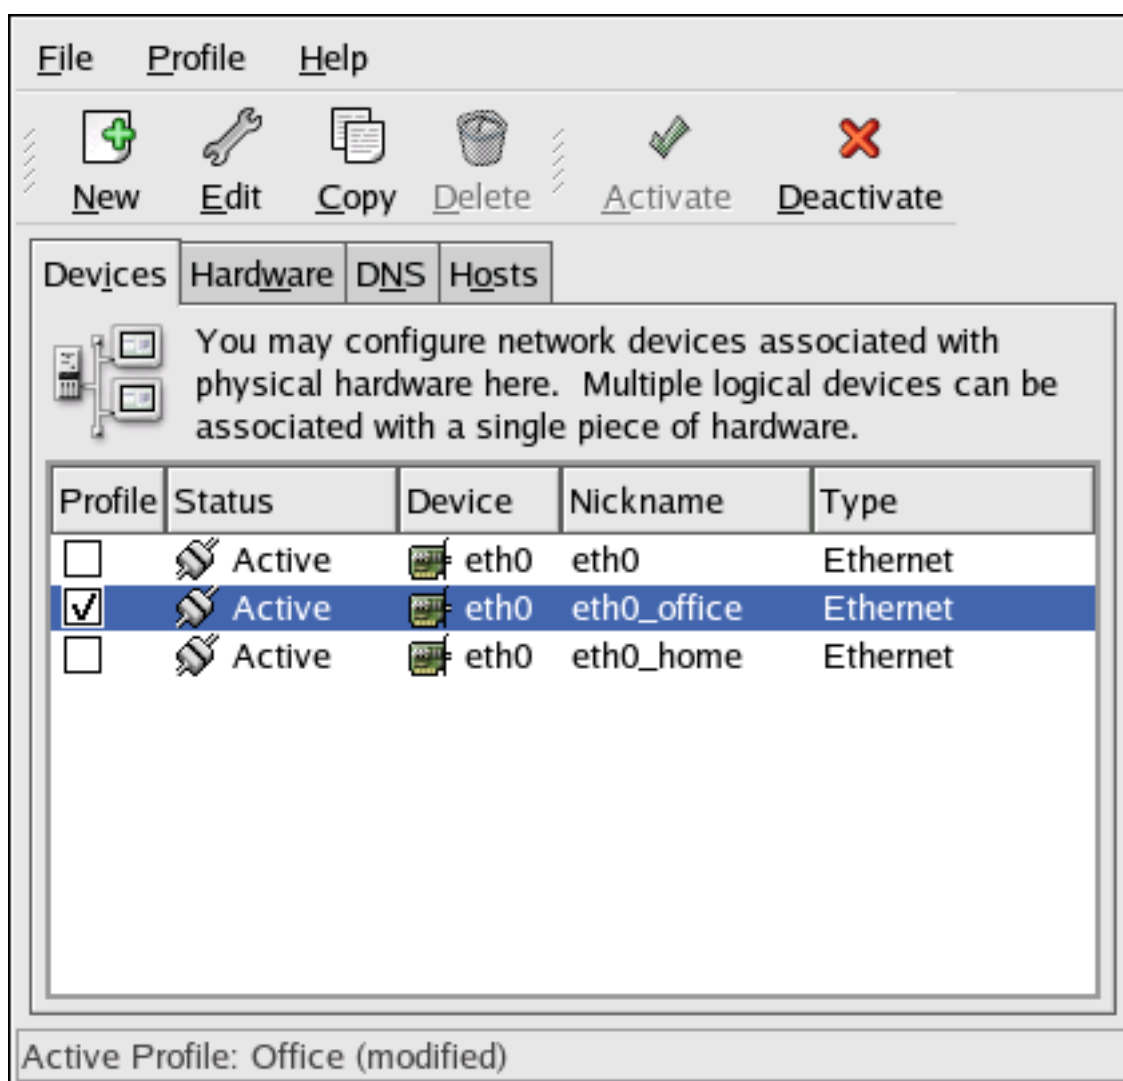 File Profile Help
New Edit Copy Delete Activate Deactivate
Devices Hardware DNS Hosts
You may configure network devices associated with
physical hardware here.  Multiple logical devices can be
associated with a single piece of hardware.
Profile Status Device Nickname Type
Active eth0 eth0 Ethernet
Active eth0 eth0_office Ethernet
Active eth0 eth0_home Ethernet
Active Profile: Office (modified)